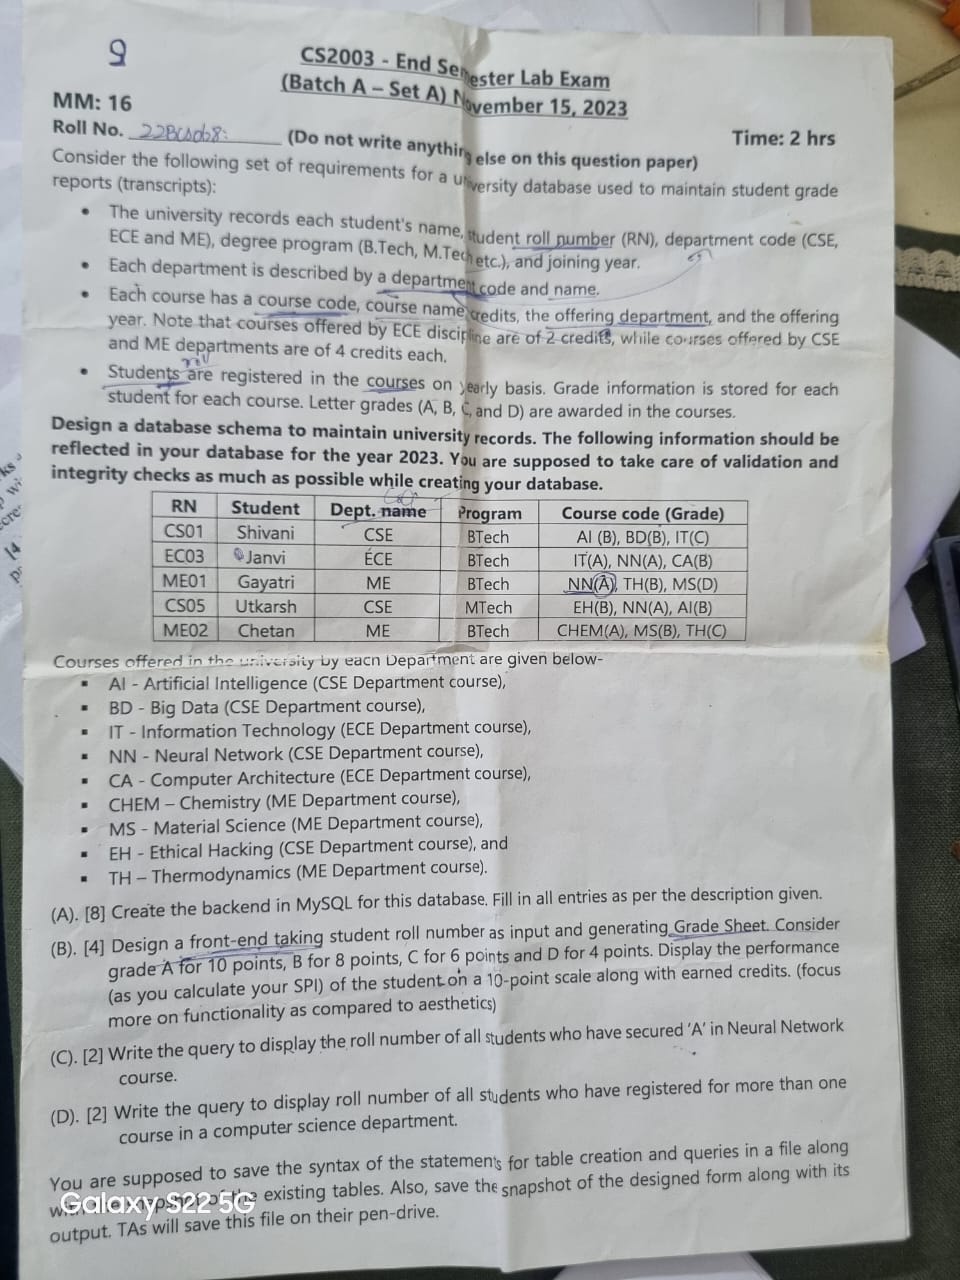 9
CS2003 - End Semester Lab Exam
(Batch A – Set A) November 15, 2023
MM: 16
Time: 2 hrs
Roll No. (Do not write anything else on this question paper)
Consider the following set of requirements for a university database used to maintain student grade
reports (transcripts):
• The university records each student's name, student roll number (RN), department code (CSE,
ECE and ME), degree program (B.Tech, M.Tech etc.), and joining year.
• Each department is described by a department code and name.
• Each course has a course code, course name, credits, the offering department, and the offering
year. Note that courses offered by ECE discipline are of 2 credits, while courses offered by CSE
and ME departments are of 4 credits each.
• Students are registered in the courses on yearly basis. Grade information is stored for each
student for each course. Letter grades (A, B, C, and D) are awarded in the courses.
Design a database schema to maintain university records. The following information should be
reflected in your database for the year 2023. You are supposed to take care of validation and
integrity checks as much as possible while creating your database.
RN Student Dept. name Program Course code (Grade)
CS01 Shivani CSE BTech AI (B), BD(B), IT(C)
EC03 Janvi ECE BTech IT(A), NN(A), CA(B)
ME01 Gayatri ME BTech NN(A), TH(B), MS(D)
CS05 Utkarsh CSE MTech EH(B), NN(A), AI(B)
ME02 Chetan ME BTech CHEM(A), MS(B), TH(C)
Courses offered in the university by each Department are given below-
▪ AI - Artificial Intelligence (CSE Department course),
▪ BD - Big Data (CSE Department course),
▪ IT - Information Technology (ECE Department course),
▪ NN - Neural Network (CSE Department course),
▪ CA - Computer Architecture (ECE Department course),
▪ CHEM – Chemistry (ME Department course),
▪ MS - Material Science (ME Department course),
▪ EH - Ethical Hacking (CSE Department course), and
▪ TH – Thermodynamics (ME Department course).
(A). [8] Create the backend in MySQL for this database. Fill in all entries as per the description given.
(B). [4] Design a front-end taking student roll number as input and generating Grade Sheet. Consider
grade A for 10 points, B for 8 points, C for 6 points and D for 4 points. Display the performance
(as you calculate your SPI) of the student on a 10-point scale along with earned credits. (focus
more on functionality as compared to aesthetics)
(C). [2] Write the query to display the roll number of all students who have secured ‘A’ in Neural Network
course.
(D). [2] Write the query to display roll number of all students who have registered for more than one
course in a computer science department.
You are supposed to save the syntax of the statements for table creation and queries in a file along
existing tables. Also, save the snapshot of the designed form along with its
output. TAs will save this file on their pen-drive.
Galaxy S22 5G